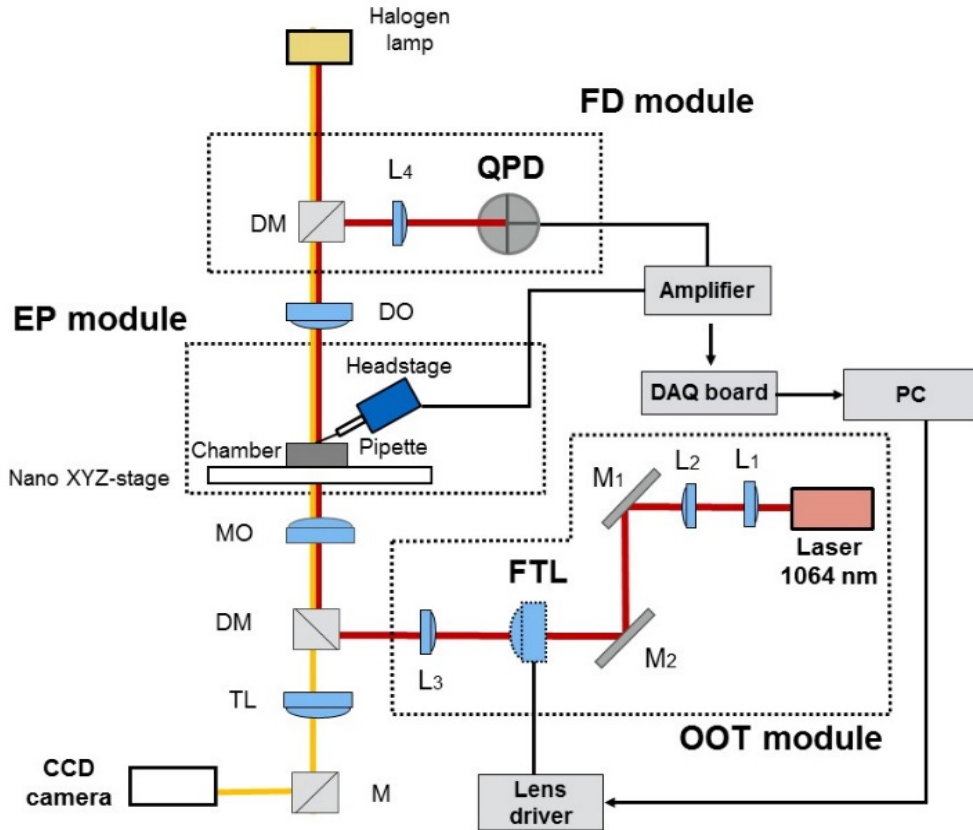 Halogen
lamp
FD module
L4
QPD
DM
Amplifier
EP module
DO
Headstage
DAQ board
PC
Chamber
Pipette
Nano XYZ-stage
M1
L2
L1
MO
Laser
1064 nm
FTL
DM
L3
M2
TL
OOT module
CCD
camera
M
Lens
driver